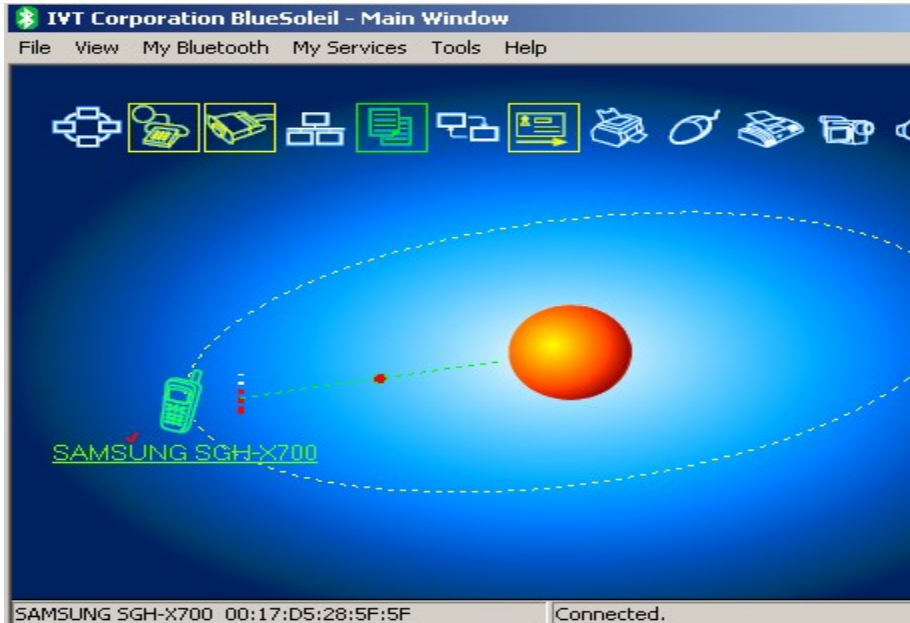 IVT Corporation BlueSoleil - Main Window
File View My Bluetooth My Services Tools Help
SAMSUNG SGH-X700
SAMSUNG SGH-X700 00:17:D5:28:5F:5F Connected.